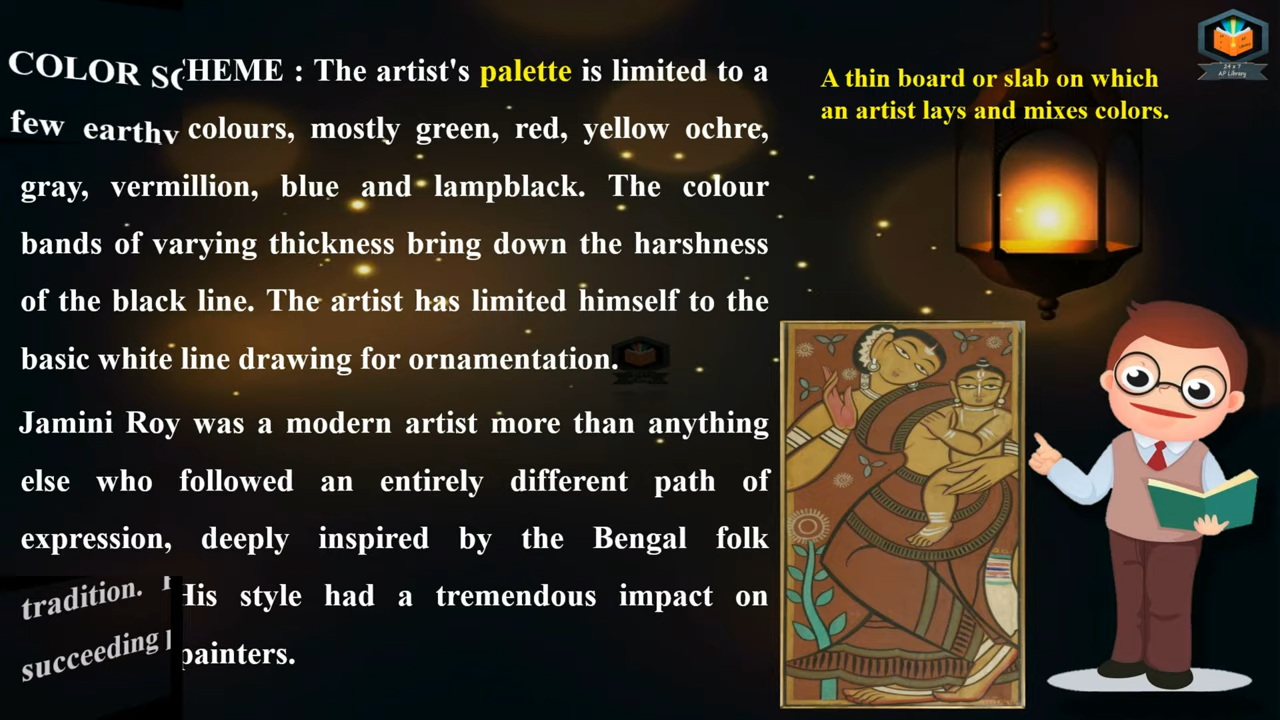 COLOR SCHEME : The artist's palette is limited to a
few earthy colours, mostly green, red, yellow ochre,
gray, vermillion, blue and lampblack. The colour
bands of varying thickness bring down the harshness
of the black line. The artist has limited himself to the
basic white line drawing for ornamentation.
Jamini Roy was a modern artist more than anything
else who followed an entirely different path of
expression, deeply inspired by the Bengal folk
tradition. His style had a tremendous impact on
succeeding painters.
A thin board or slab on which
an artist lays and mixes colors.
24 x 7
AP Library